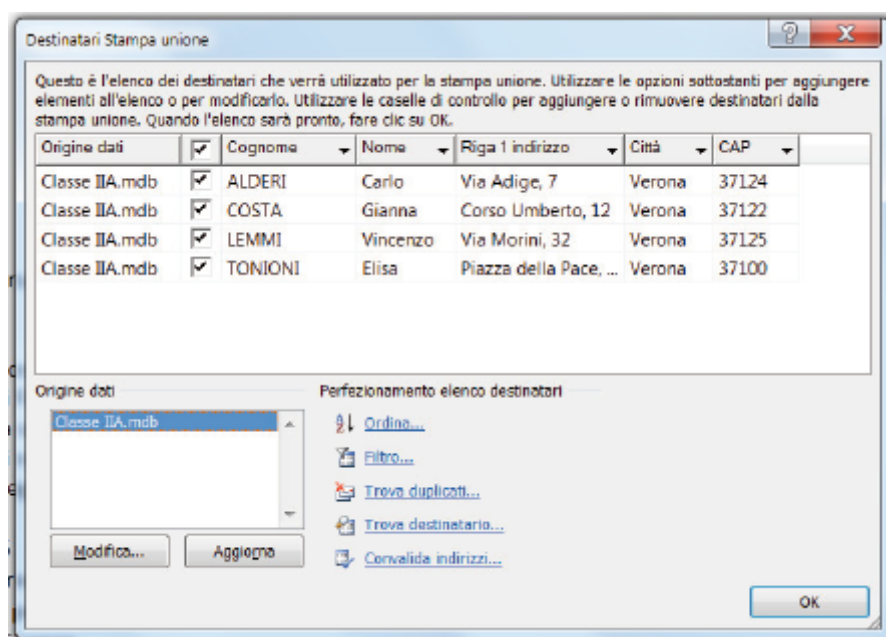 Destinatari Stampa unione
Questo è l'elenco dei destinatari che verrà utilizzato per la stampa unione. Utilizzare le opzioni sottostanti per aggiungere
elementi all'elenco o per modificarlo. Utilizzare le caselle di controllo per aggiungere o rimuovere destinatari dalla
stampa unione. Quando l'elenco sarà pronto, fare clic su OK.
Origine dati Cognome Nome Riga 1 indirizzo Città CAP
Classe IIA.mdb ALDERI Carlo Via Adige, 7 Verona 37124
Classe IIA.mdb COSTA Gianna Corso Umberto, 12 Verona 37122
Classe IIA.mdb LEMMI Vincenzo Via Morini, 32 Verona 37125
Classe IIA.mdb TONIONI Elisa Piazza della Pace, ... Verona 37100
Origine dati
Classe IIA.mdb
Modifica...
Aggiorna
Perfezionamento elenco destinatari
Ordina...
Filtro...
Trova duplicati...
Trova destinatario...
Convalida indirizzi...
OK